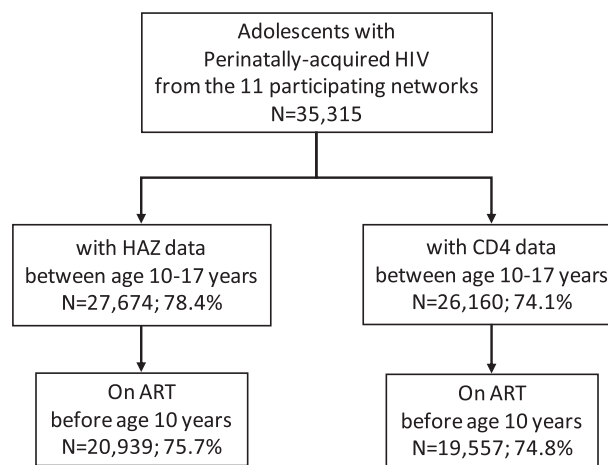 Adolescents with
Perinatally-acquired HIV
from the 11 participating networks
N=35,315
with HAZ data
between age 10-17 years
N=27,674; 78.4%
with CD4 data
between age 10-17 years
N=26,160; 74.1%
On ART
before age 10 years
N=20,939; 75.7%
On ART
before age 10 years
N=19,557; 74.8%